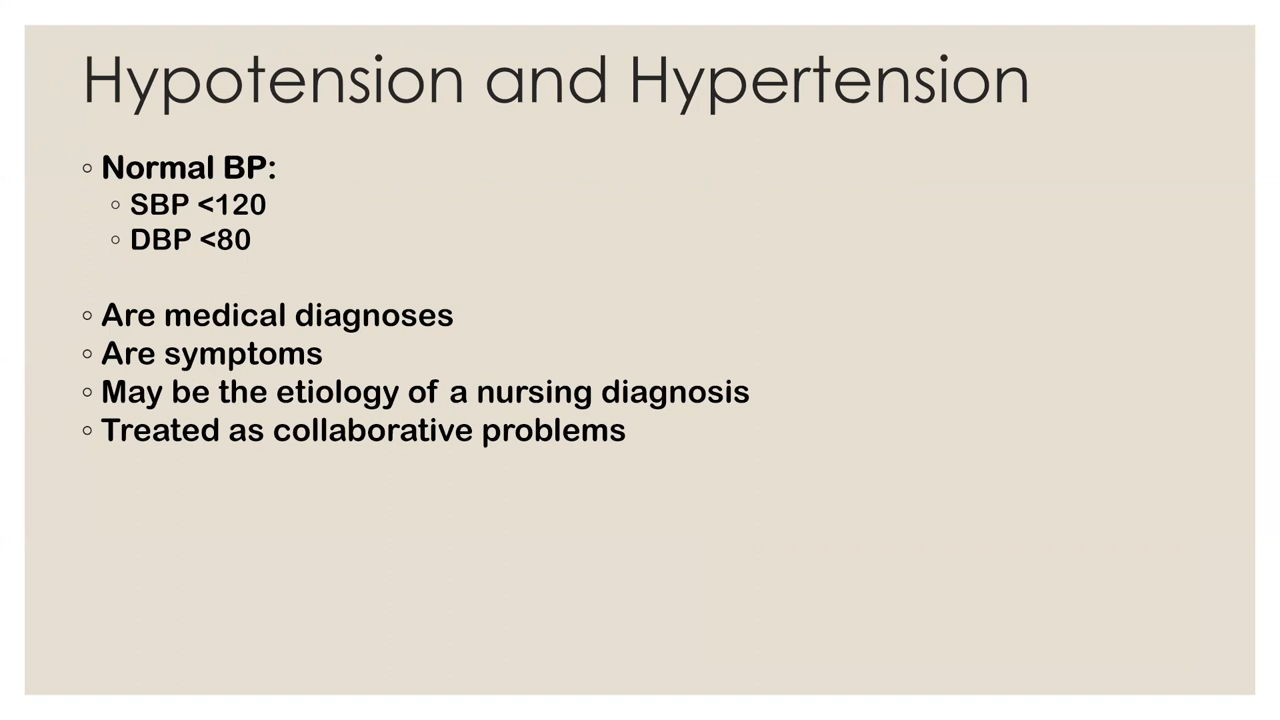 Hypotension and Hypertension
◦ Normal BP:
◦ SBP <120
◦ DBP <80
◦ Are medical diagnoses
◦ Are symptoms
◦ May be the etiology of a nursing diagnosis
◦ Treated as collaborative problems